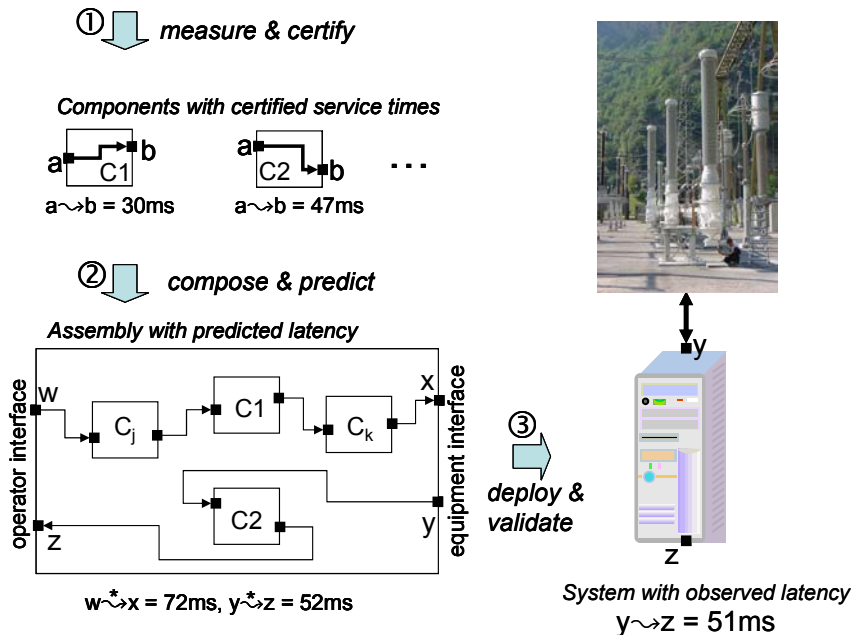 ① measure & certify
Components with certified service times
a b C1
a C2 b
...
a⤳b = 30ms
a⤳b = 47ms
② compose & predict
Assembly with predicted latency
operator interface
w
Cj
C1
Ck
x
equipment interface
C2
y
z
w⤳*x = 72ms, y⤳*z = 52ms
③
deploy &
validate
y
z
System with observed latency
y⤳z = 51ms